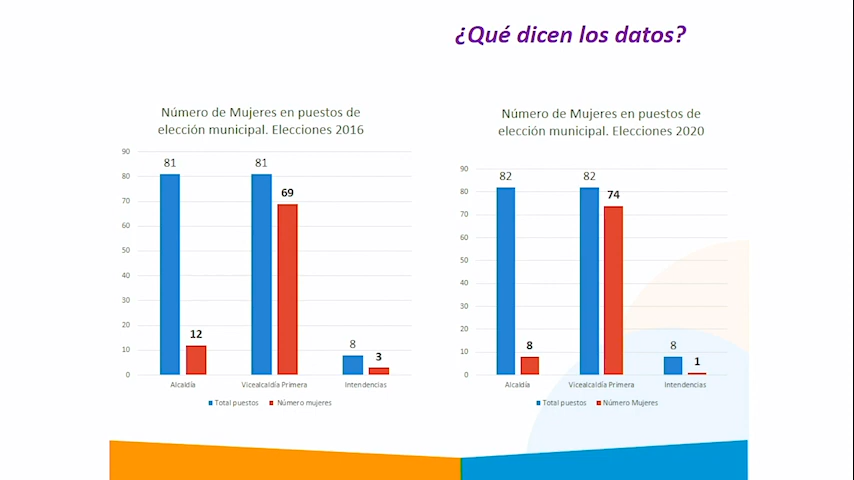 ¿Qué dicen los datos?
Número de Mujeres en puestos de
elección municipal. Elecciones 2016
90
80
70
60
50
40
30
20
10
0
81
12
81
69
8
3
Alcaldía
Vicealcaldía Primera
Intendencias
Total puestos
Número mujeres
Número de Mujeres en puestos de
elección municipal. Elecciones 2020
90
80
70
60
50
40
30
20
10
0
82
8
82
74
8
1
Alcaldía
Vicealcaldía Primera
Intendencias
Total puestos
Número Mujeres